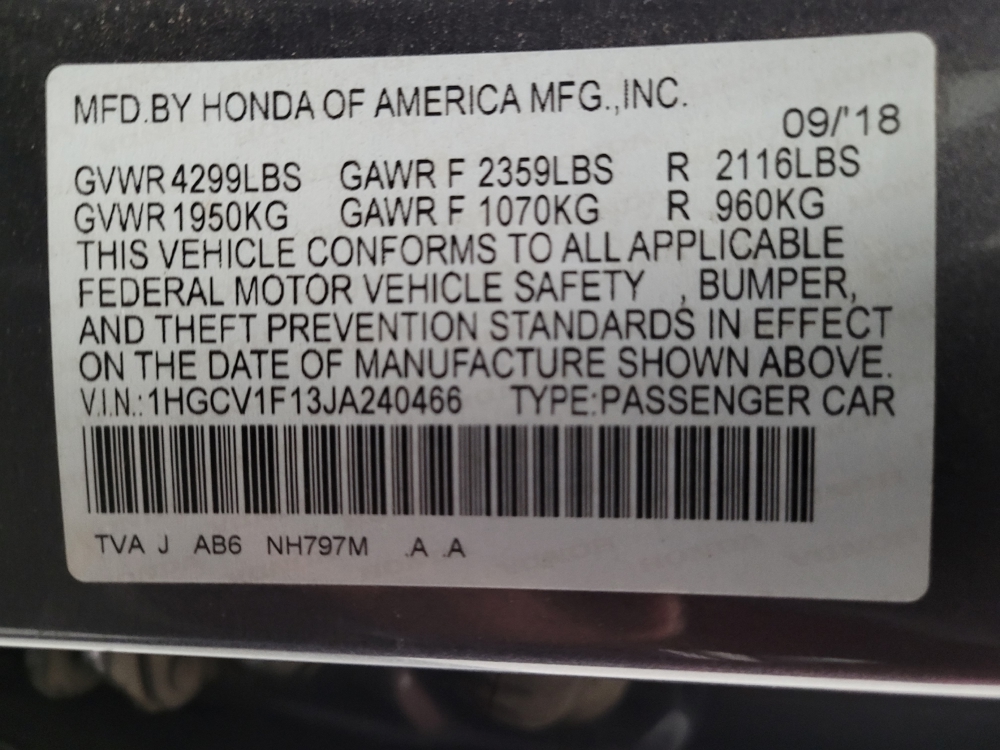 MFD.BY HONDA OF AMERICA MFG.,INC.
09/'18
GVWR 4299LBS GAWR F 2359LBS R 2116LBS
GVWR 1950KG GAWR F 1070KG R 960KG
THIS VEHICLE CONFORMS TO ALL APPLICABLE
FEDERAL MOTOR VEHICLE SAFETY , BUMPER,
AND THEFT PREVENTION STANDARDS IN EFFECT
ON THE DATE OF MANUFACTURE SHOWN ABOVE.
V.I.N.: 1HGCV1F13JA240466 TYPE:PASSENGER CAR
TVA J AB6 NH797M .A .A